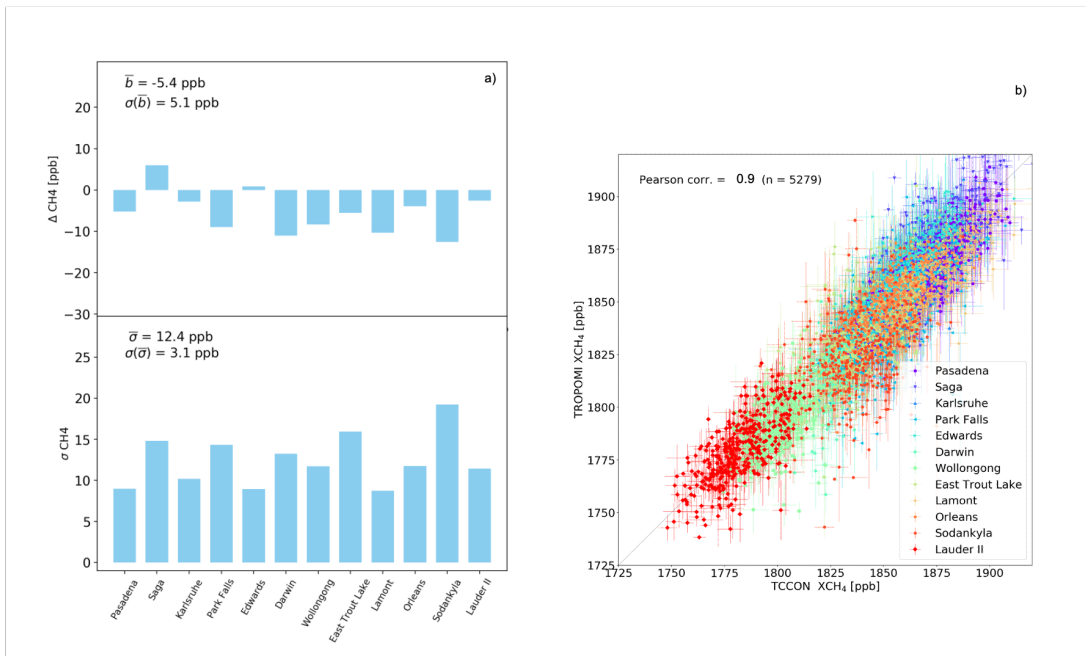 a)
b̅ = -5.4 ppb
σ(b̅) = 5.1 ppb
Δ CH4 [ppb]
20
10
0
−10
−20
−30
σ̅ = 12.4 ppb
σ(σ̅) = 3.1 ppb
σ CH4
25
20
15
10
5
0
Pasadena
Saga
Karlsruhe
Park Falls
Edwards
Darwin
Wollongong
East Trout Lake
Lamont
Orleans
Sodankyla
Lauder II
b)
Pearson corr. = 0.9 (n = 5279)
TROPOMI XCH₄ [ppb]
1900
1875
1850
1825
1800
1775
1750
1725
Pasadena
Saga
Karlsruhe
Park Falls
Edwards
Darwin
Wollongong
East Trout Lake
Lamont
Orleans
Sodankyla
Lauder II
1725 1750 1775 1800 1825 1850 1875 1900
TCCON XCH₄ [ppb]